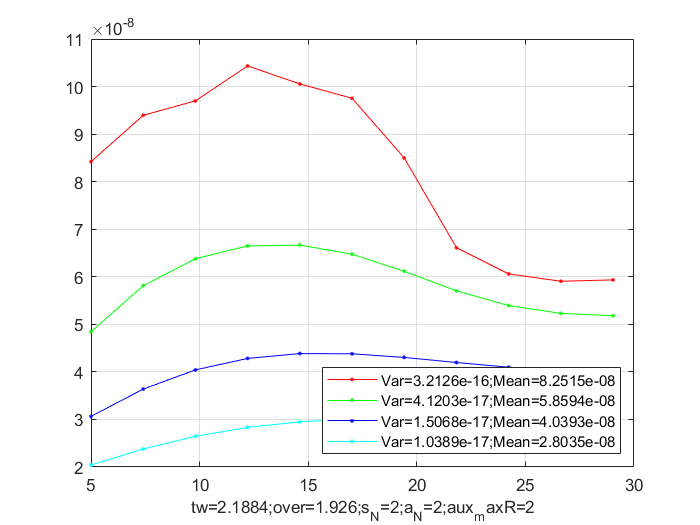 ×10-8
11
10
9
8
7
6
5
4
3
2
Var=3.2126e-16;Mean=8.2515e-08
Var=4.1203e-17;Mean=5.8594e-08
Var=1.5068e-17;Mean=4.0393e-08
Var=1.0389e-17;Mean=2.8035e-08
5 10 15 20 25 30
tw=2.1884;over=1.926;sN=2;aN=2;auxmaxR=2